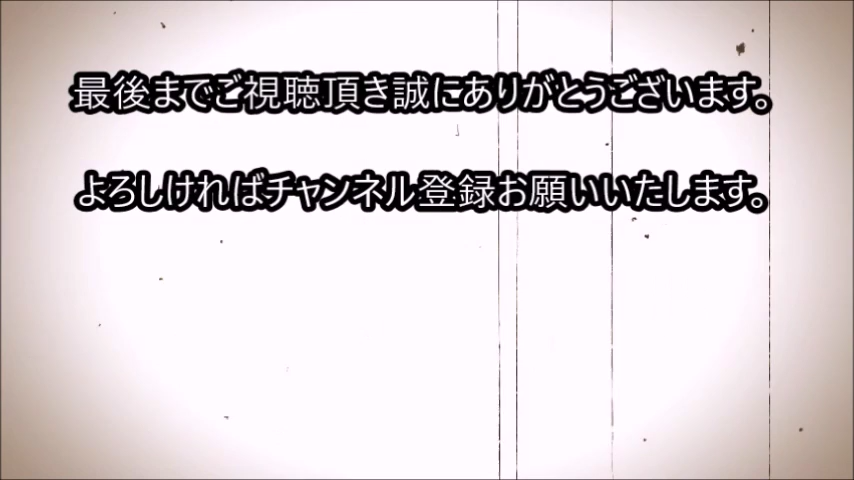 最後までご視聴頂き誠にありがとうございます。
よろしければチャンネル登録お願いいたします。